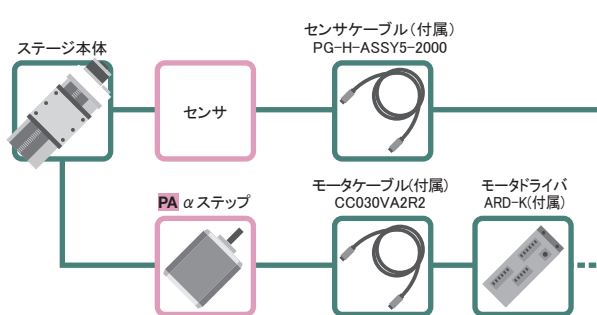 センサケーブル（付属）
PG-H-ASSY5-2000
ステージ本体
センサ
モータケーブル(付属)
CC030VA2R2
モータドライバ
ARD-K(付属)
PA αステップ